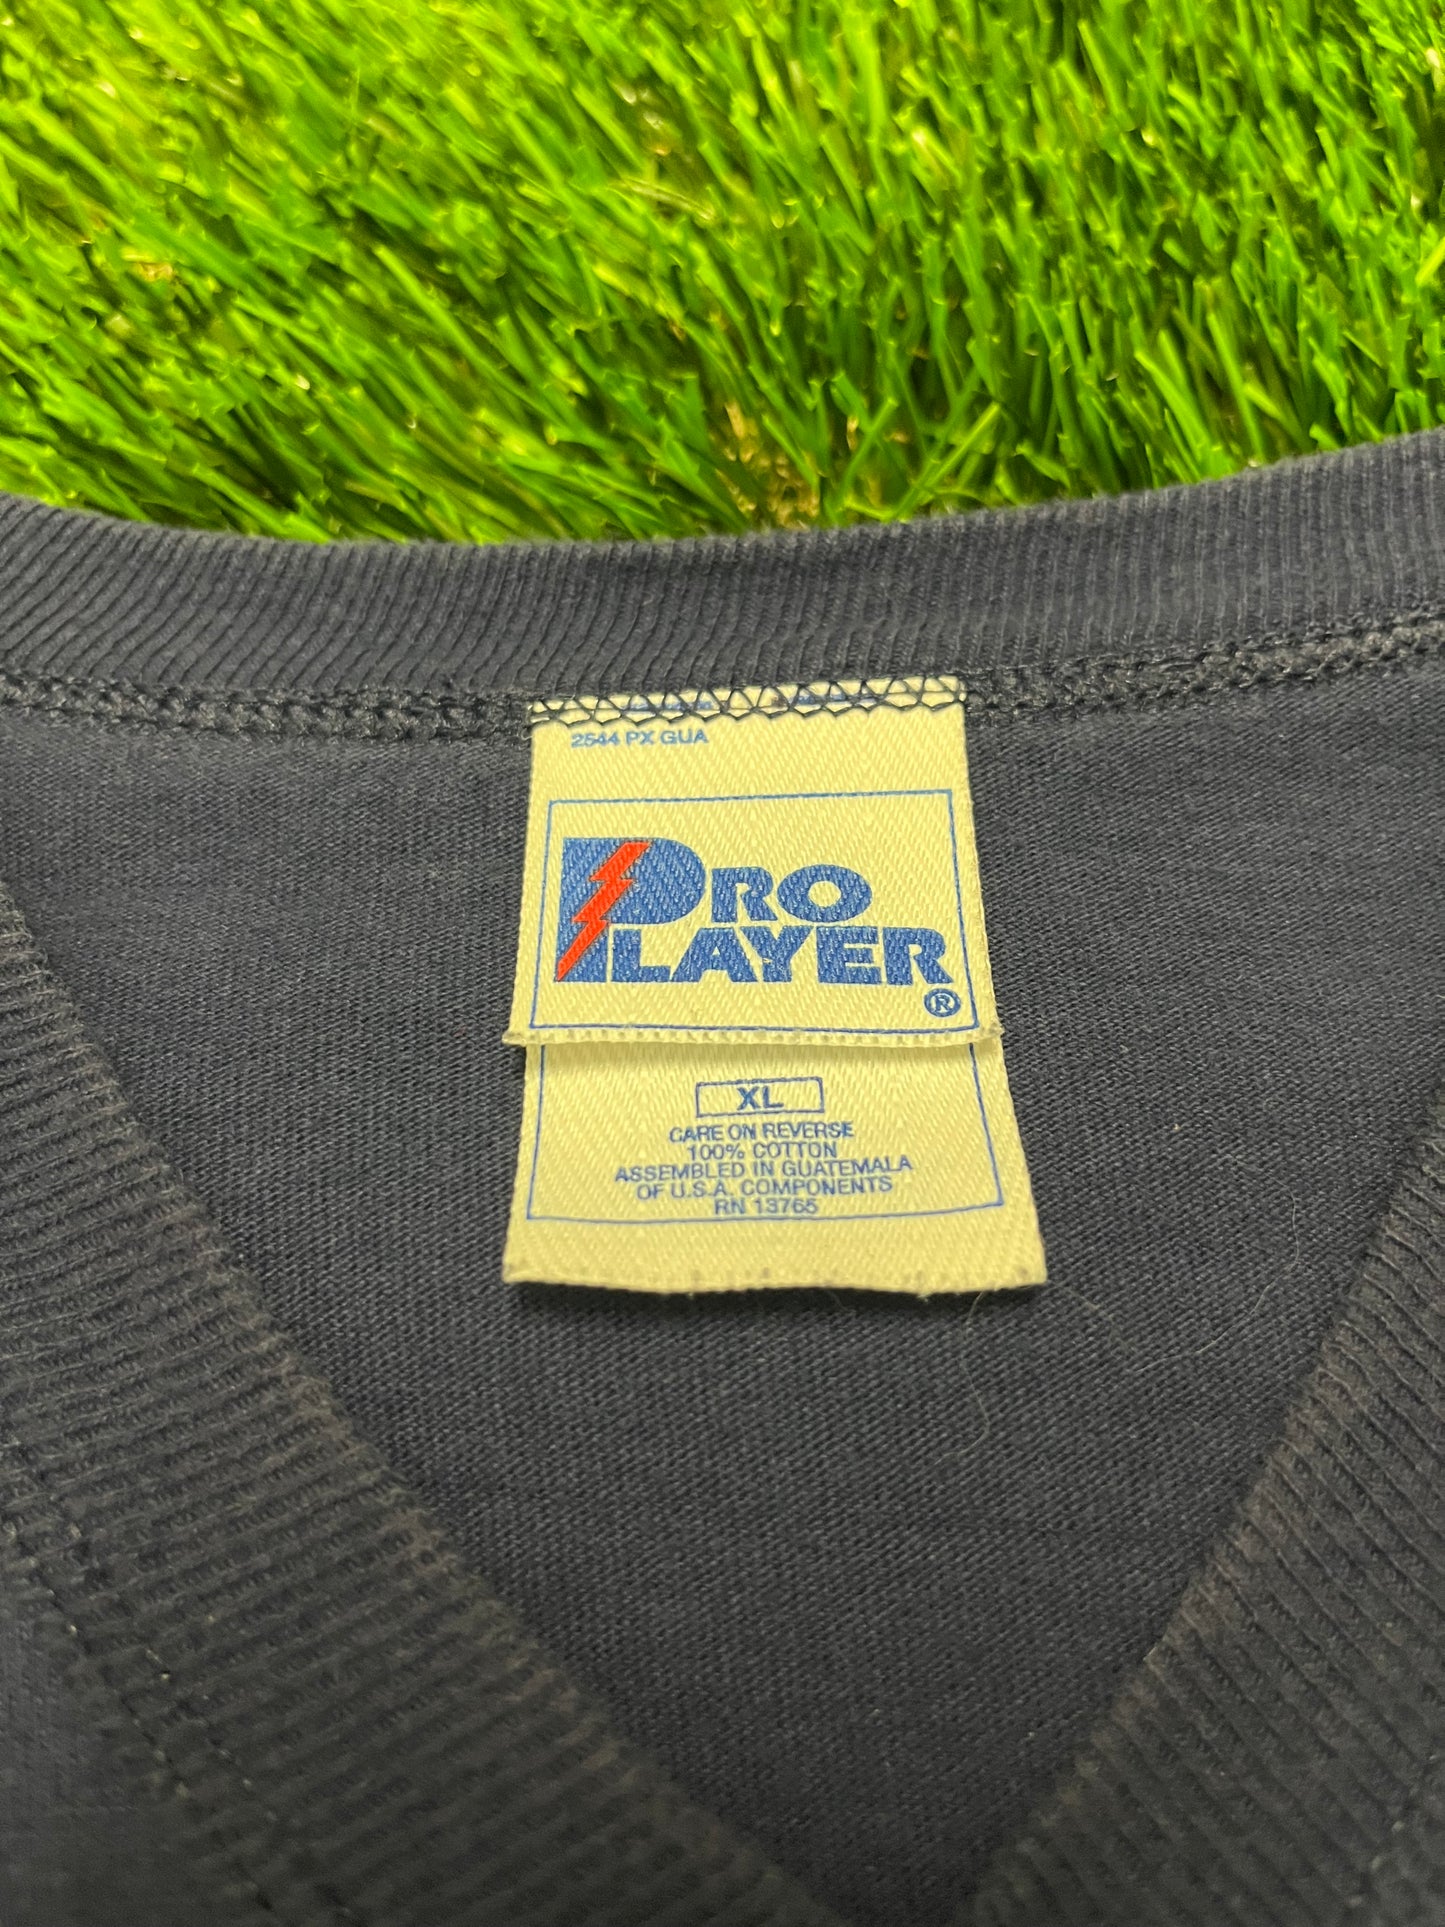 2544 PX GUA
PRO
PLAYER®
XL
CARE ON REVERSE
100% COTTON
ASSEMBLED IN GUATEMALA
OF U.S.A. COMPONENTS
RN 13765